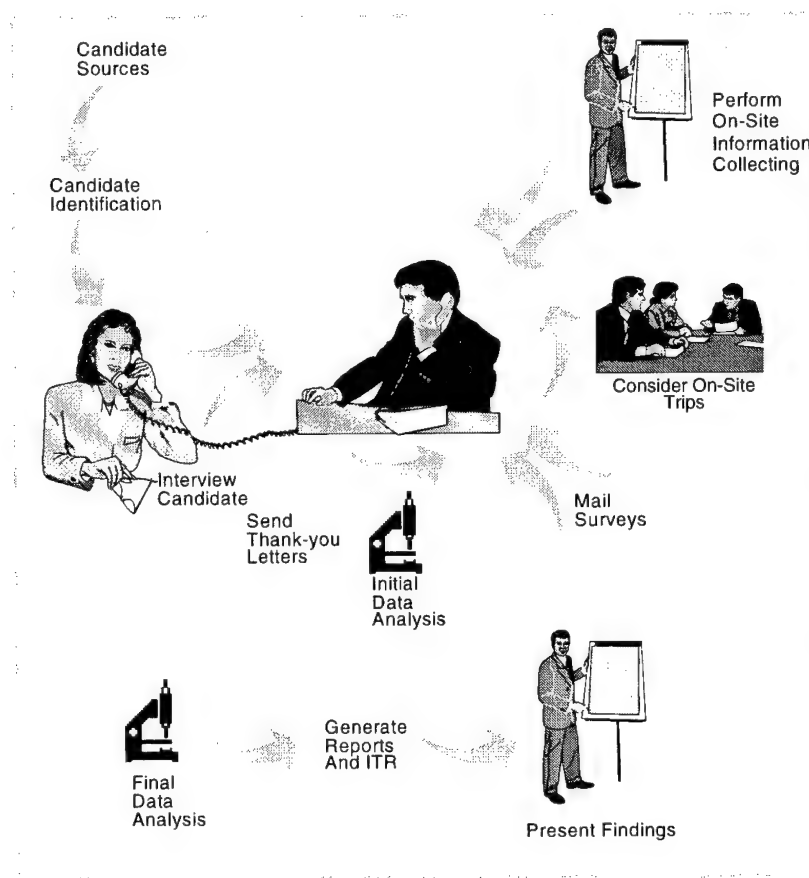 Candidate
Sources
Candidate
Identification
Perform
On-Site
Information
Collecting
Consider On-Site
Trips
Interview
Candidate
Send
Thank-you
Letters
Initial
Data
Analysis
Mail
Surveys
Final
Data
Analysis
Generate
Reports
And ITR
Present Findings